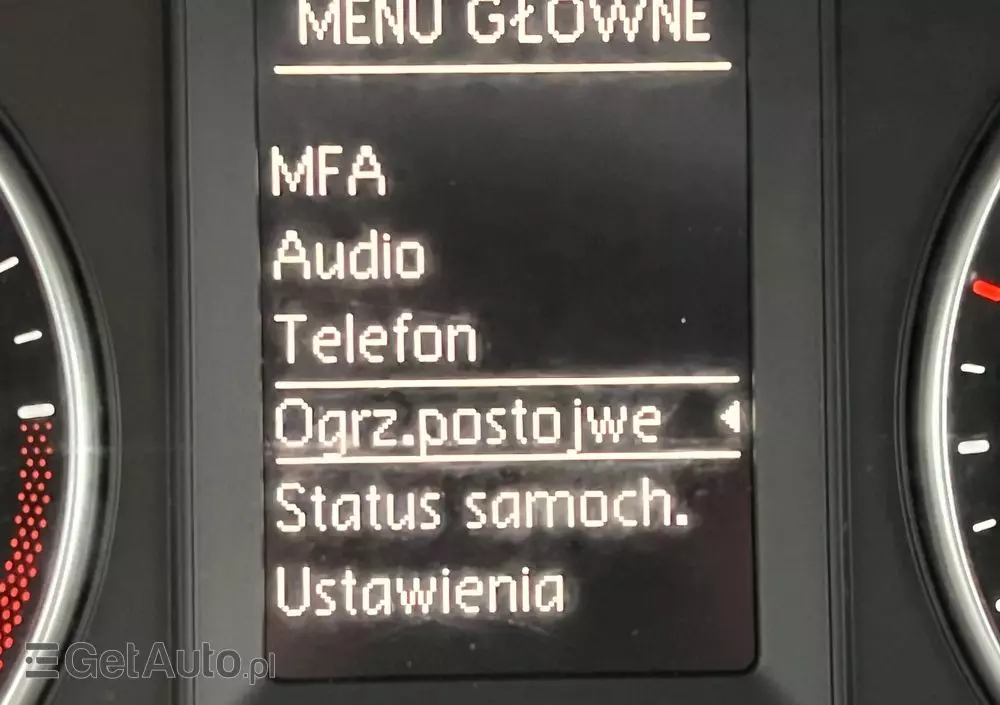 MENU GŁÓWNE
MFA
Audio
Telefon
Ogrz.postojwe
Status samoch.
Ustawienia
GetAuto.pl